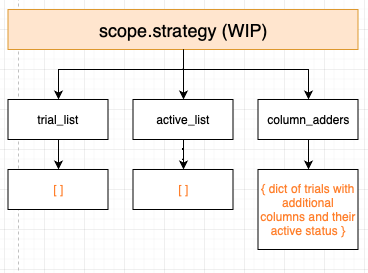 scope.strategy (WIP)
trial_list
active_list
column_adders
[ ]
[ ]
{ dict of trials with
additional
columns and their
active status }